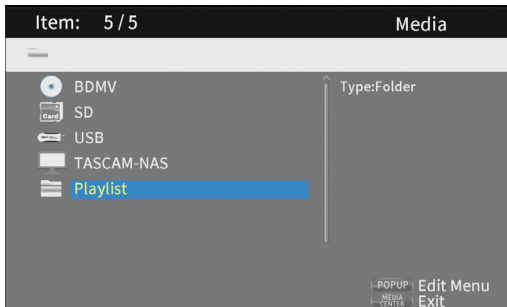 Item: 5/5 Media
BDMV Type:Folder
Card SD
USB
TASCAM-NAS
Playlist
POPUP Edit Menu
MEDIA CENTER Exit